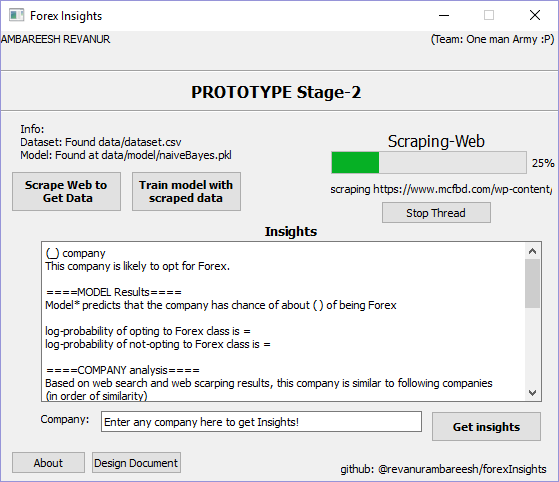 Forex Insights
AMBAREESH REVANUR
(Team: One man Army :P)
PROTOTYPE Stage-2
Info:
Dataset: Found data/dataset.csv
Model: Found at data/model/naiveBayes.pkl
Scrape Web to
Get Data
Train model with
scraped data
Scraping-Web
25%
scraping https://www.mcfbd.com/wp-content/
Stop Thread
Insights
(_) company
This company is likely to opt for Forex.
====MODEL Results====
Model* predicts that the company has chance of about ( ) of being Forex
log-probability of opting to Forex class is =
log-probability of not-opting to Forex class is =
====COMPANY analysis====
Based on web search and web scarping results, this company is similar to following companies
(in order of similarity)
Company:
Enter any company here to get Insights!
Get insights
About
Design Document
github: @revanurambareesh/forexInsights